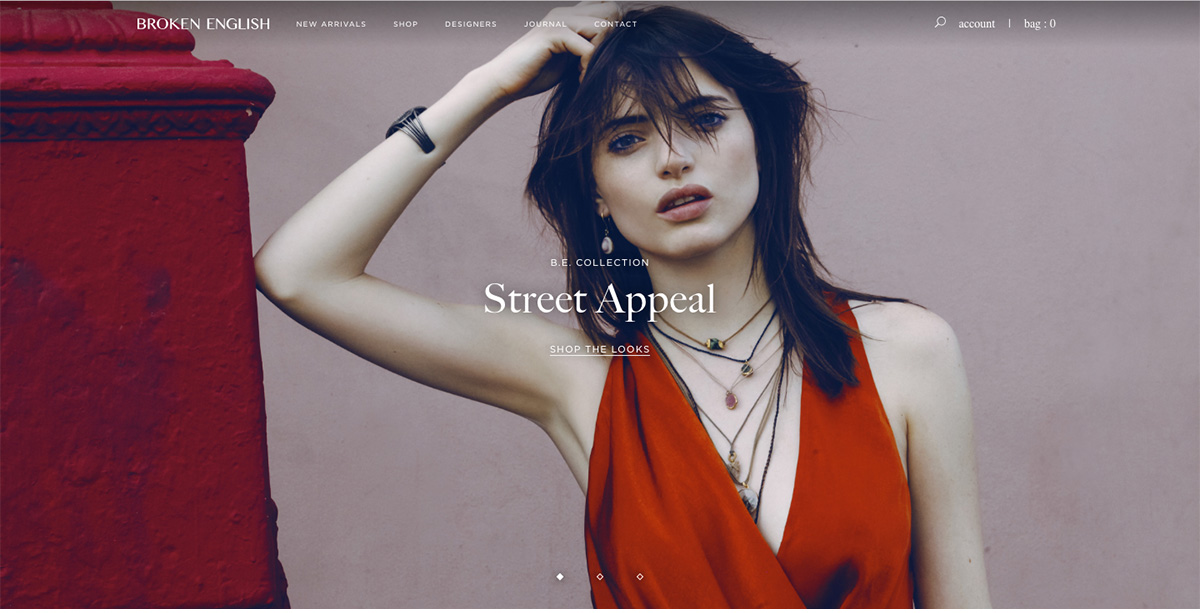 BROKEN ENGLISH NEW ARRIVALS SHOP DESIGNERS JOURNAL CONTACT account | bag : 0
B.E. COLLECTION
Street Appeal
SHOP THE LOOKS